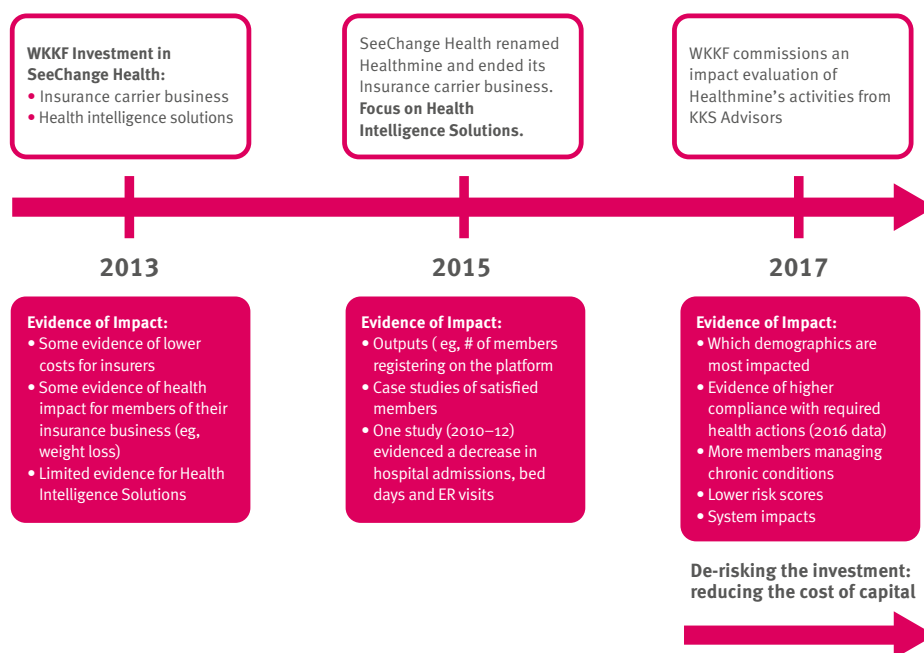 WKKF Investment in
SeeChange Health:
• Insurance carrier business
• Health intelligence solutions
SeeChange Health renamed
Healthmine and ended its
Insurance carrier business.
Focus on Health
Intelligence Solutions.
WKKF commissions an
impact evaluation of
Healthmine's activities from
KKS Advisors
2013
2015
2017
Evidence of Impact:
• Some evidence of lower
costs for insurers
• Some evidence of health
impact for members of their
insurance business (eg,
weight loss)
• Limited evidence for Health
Intelligence Solutions
Evidence of Impact:
• Outputs ( eg, # of members
registering on the platform
• Case studies of satisfied
members
• One study (2010–12)
evidenced a decrease in
hospital admissions, bed
days and ER visits
Evidence of Impact:
• Which demographics are
most impacted
• Evidence of higher
compliance with required
health actions (2016 data)
• More members managing
chronic conditions
• Lower risk scores
• System impacts
De-risking the investment:
reducing the cost of capital